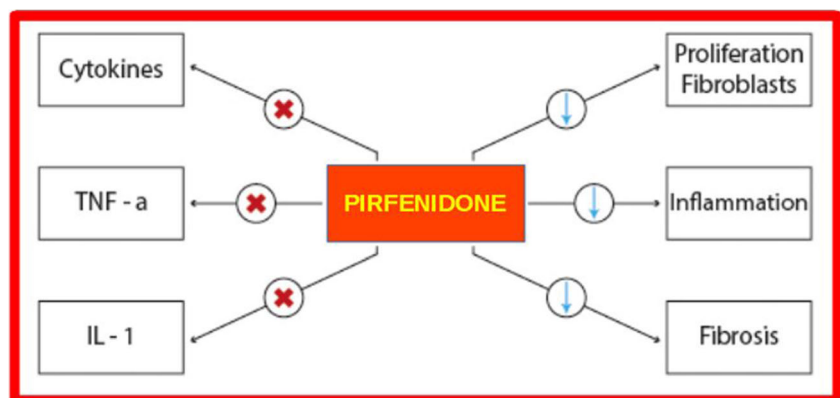 Cytokines
TNF - a
IL - 1
PIRFENIDONE
Proliferation
Fibroblasts
Inflammation
Fibrosis